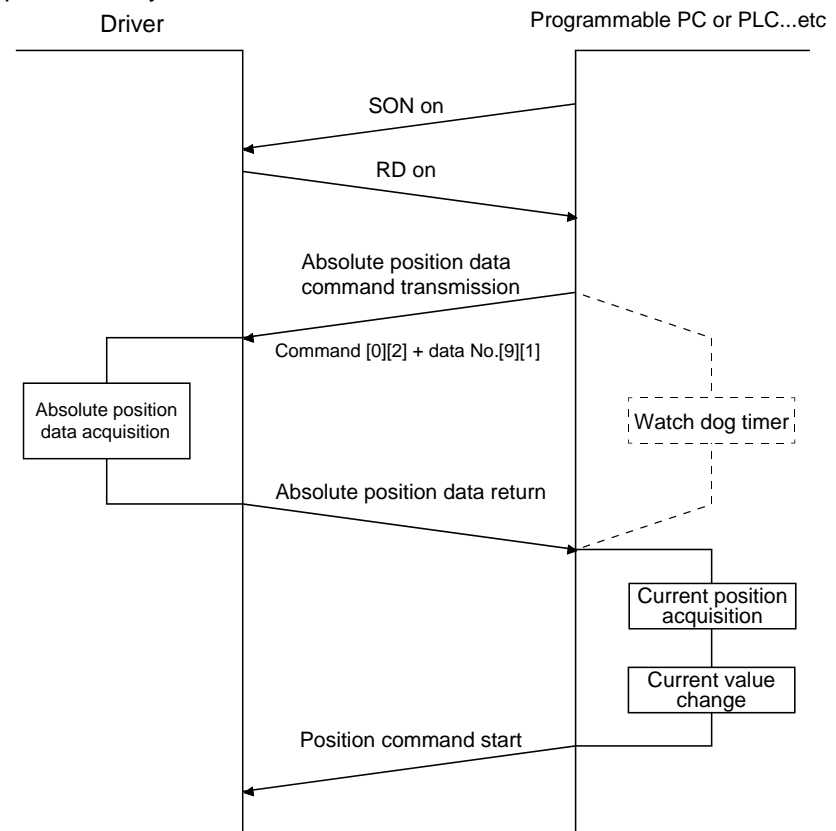 Driver
Programmable PC or PLC...etc
SON on
RD on
Absolute position data
command transmission
Command [0][2] + data No.[9][1]
Absolute position
data acquisition
Watch dog timer
Absolute position data return
Current position
acquisition
Current value
change
Position command start